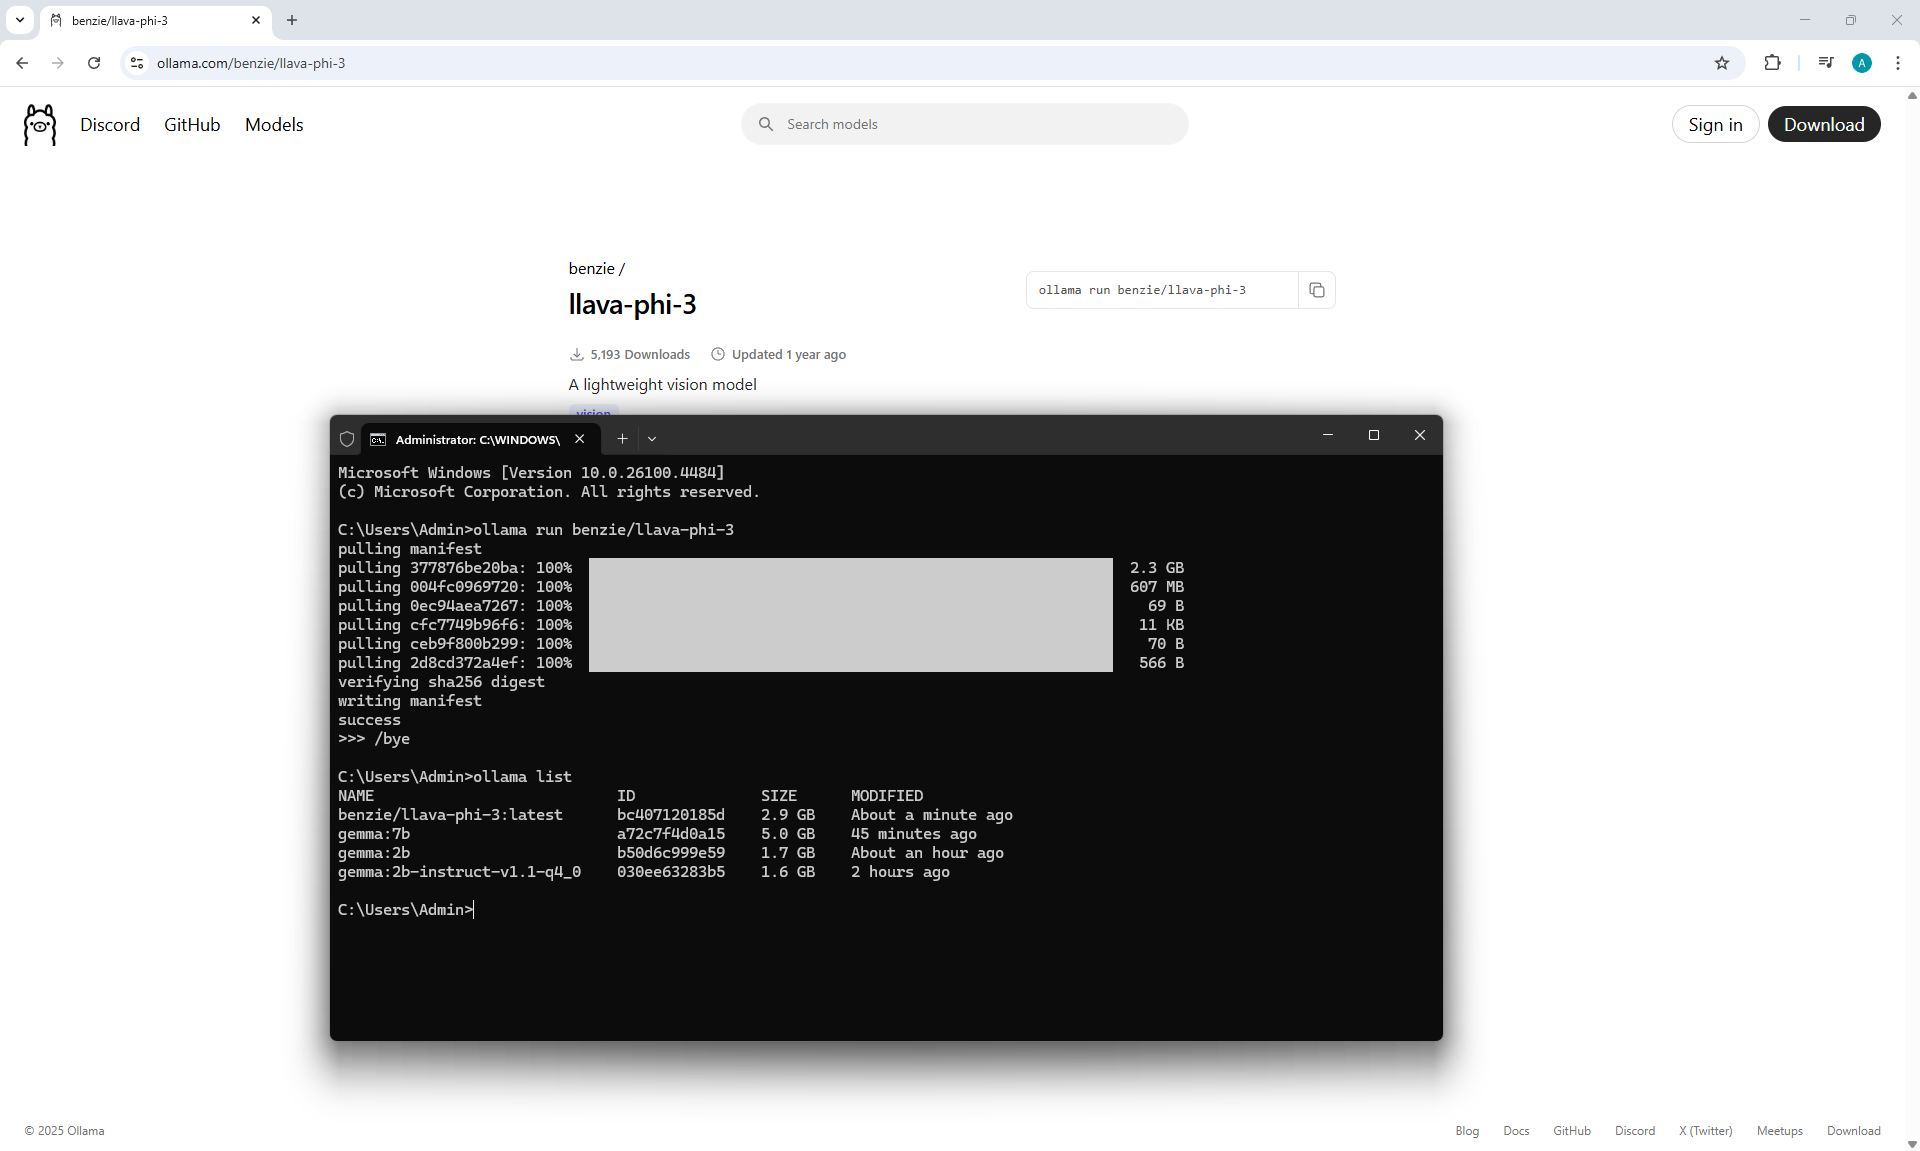 benzie/llava-phi-3
ollama.com/benzie/llava-phi-3
A
Discord GitHub Models
Search models
Sign in Download
benzie /
llava-phi-3
ollama run benzie/llava-phi-3
5,193 Downloads Updated 1 year ago
A lightweight vision model
vision
Administrator: C:\WINDOWS\
Microsoft Windows [Version 10.0.26100.4484]
(c) Microsoft Corporation. All rights reserved.
C:\Users\Admin>ollama run benzie/llava-phi-3
pulling manifest
pulling 377876be20ba: 100% 2.3 GB
pulling 004fc0969720: 100% 607 MB
pulling 0ec94aea7267: 100% 69 B
pulling cfc7749b96f6: 100% 11 KB
pulling ceb9f800b299: 100% 70 B
pulling 2d8cd372a4ef: 100% 566 B
verifying sha256 digest
writing manifest
success
>>> /bye
C:\Users\Admin>ollama list
NAME ID SIZE MODIFIED
benzie/llava-phi-3:latest bc407120185d 2.9 GB About a minute ago
gemma:7b a72c7f4d0a15 5.0 GB 45 minutes ago
gemma:2b b50d6c999e59 1.7 GB About an hour ago
gemma:2b-instruct-v1.1-q4_0 030ee63283b5 1.6 GB 2 hours ago
C:\Users\Admin>
© 2025 Ollama
Blog Docs GitHub Discord X (Twitter) Meetups Download